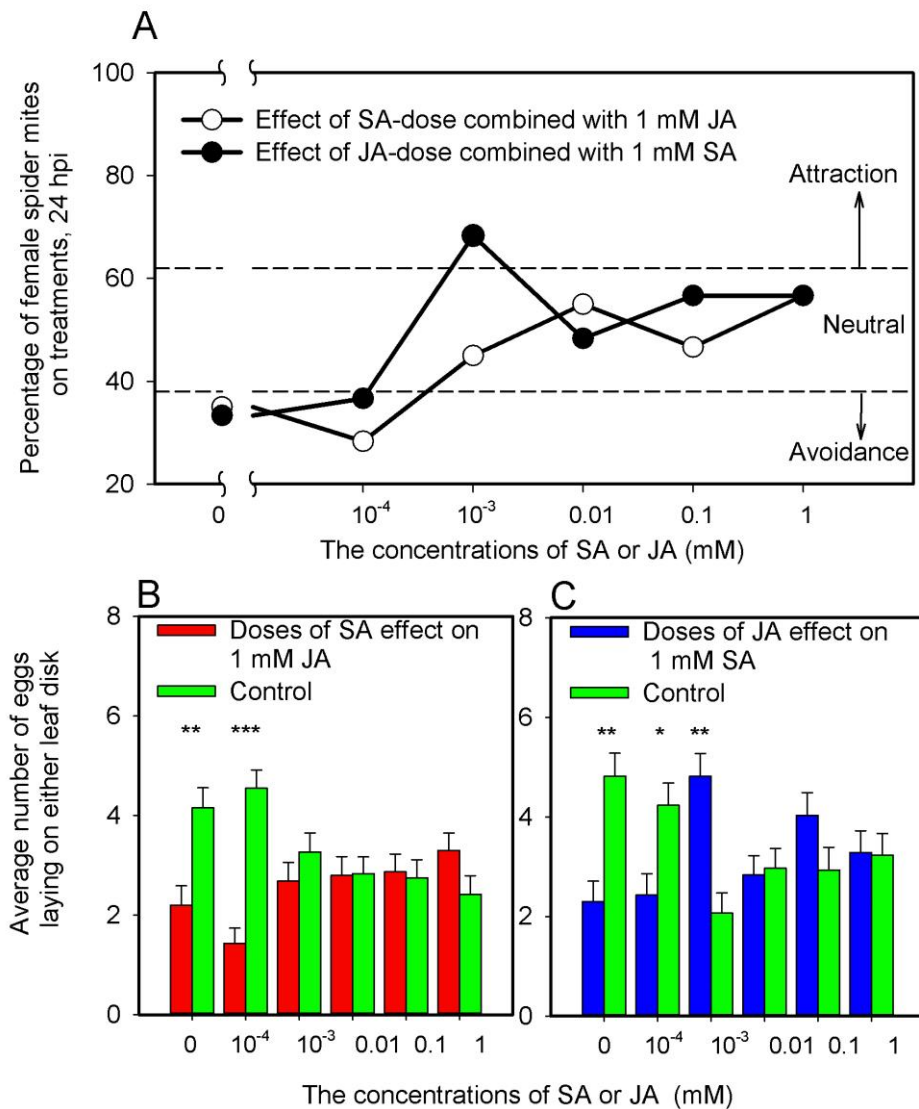 A
Percentage of female spider mites
on treatments, 24 hpi
100
80
60
40
20
Effect of SA-dose combined with 1 mM JA
Effect of JA-dose combined with 1 mM SA
Attraction
Neutral
Avoidance
0
10⁻⁴
10⁻³
0.01
0.1
1
The concentrations of SA or JA (mM)
B
Average number of eggs
laying on either leaf disk
8
6
4
2
0
Doses of SA effect on
1 mM JA
Control
** ***
0
10⁻⁴
10⁻³
0.01
0.1
1
C
8
6
4
2
0
Doses of JA effect on
1 mM SA
Control
** * **
0
10⁻⁴
10⁻³
0.01
0.1
1
The concentrations of SA or JA (mM)